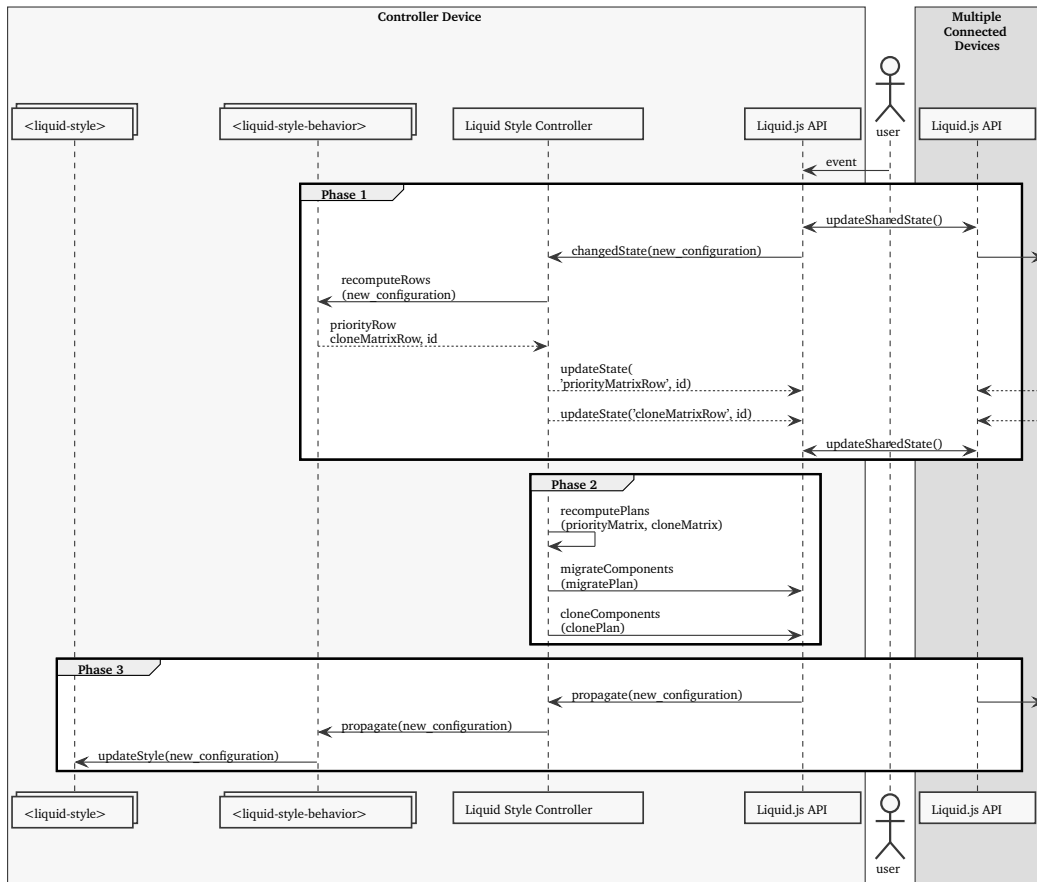 Controller Device
Multiple
Connected
Devices
<liquid-style>
<liquid-style-behavior>
Liquid Style Controller
Liquid.js API
user
Liquid.js API
event
Phase 1
updateSharedState()
changedState(new_configuration)
recomputeRows
(new_configuration)
priorityRow
cloneMatrixRow, id
updateState(
'priorityMatrixRow', id)
updateState('cloneMatrixRow', id)
updateSharedState()
Phase 2
recomputePlans
(priorityMatrix, cloneMatrix)
migrateComponents
(migratePlan)
cloneComponents
(clonePlan)
Phase 3
propagate(new_configuration)
propagate(new_configuration)
updateStyle(new_configuration)
<liquid-style>
<liquid-style-behavior>
Liquid Style Controller
Liquid.js API
user
Liquid.js API